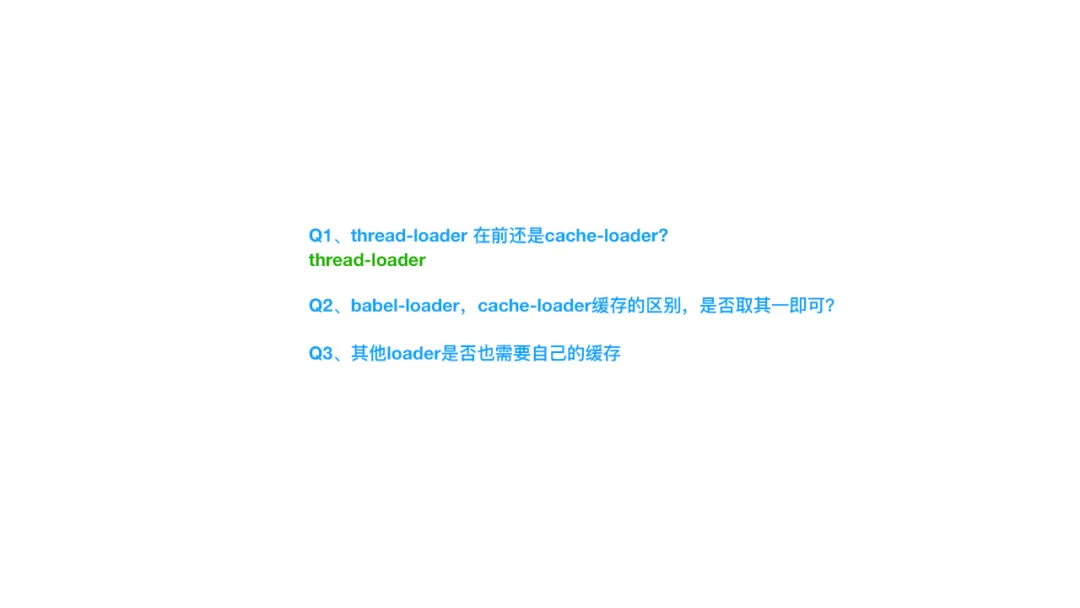 Q1、thread-loader 在前还是cache-loader?
thread-loader
Q2、babel-loader，cache-loader缓存的区别，是否取其一即可?
Q3、其他loader是否也需要自己的缓存